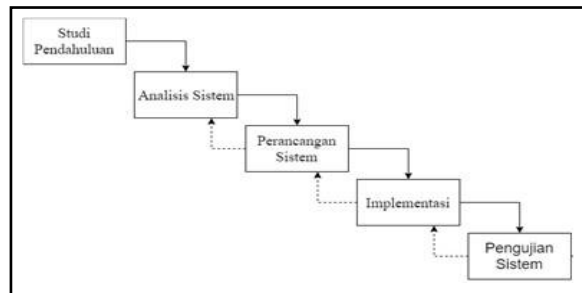 Studi
Pendahuluan
Analisis Sistem
Perancangan
Sistem
Implementasi
Pengujian
Sistem